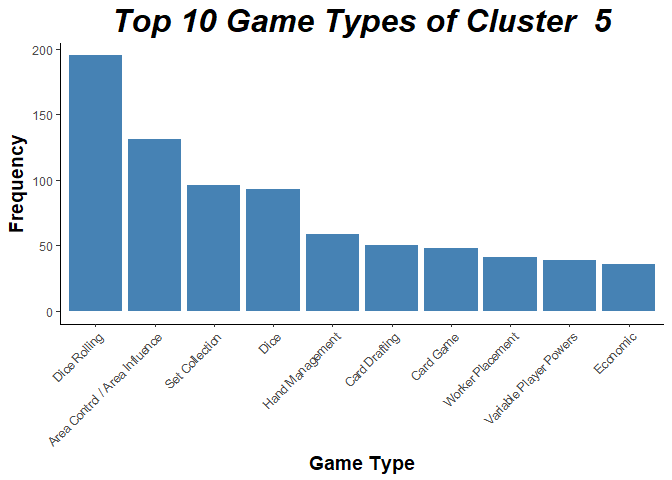 Top 10 Game Types of Cluster 5
Frequency
200
150
100
50
0
Dice Rolling
Area Control / Area Influence
Set Collection
Dice
Hand Management
Card Drafting
Card Game
Worker Placement
Variable Player Powers
Economic
Game Type